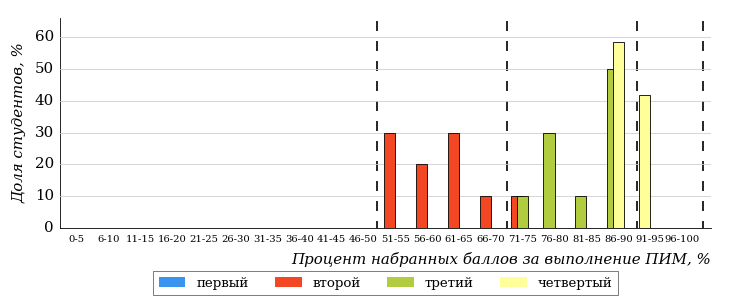 Доля студентов, %
60
50
40
30
20
10
0
0-5 6-10 11-15 16-20 21-25 26-30 31-35 36-40 41-45 46-50 51-55 56-60 61-65 66-70 71-75 76-80 81-85 86-90 91-95 96-100
Процент набранных баллов за выполнение ПИМ, %
первый второй третий четвертый